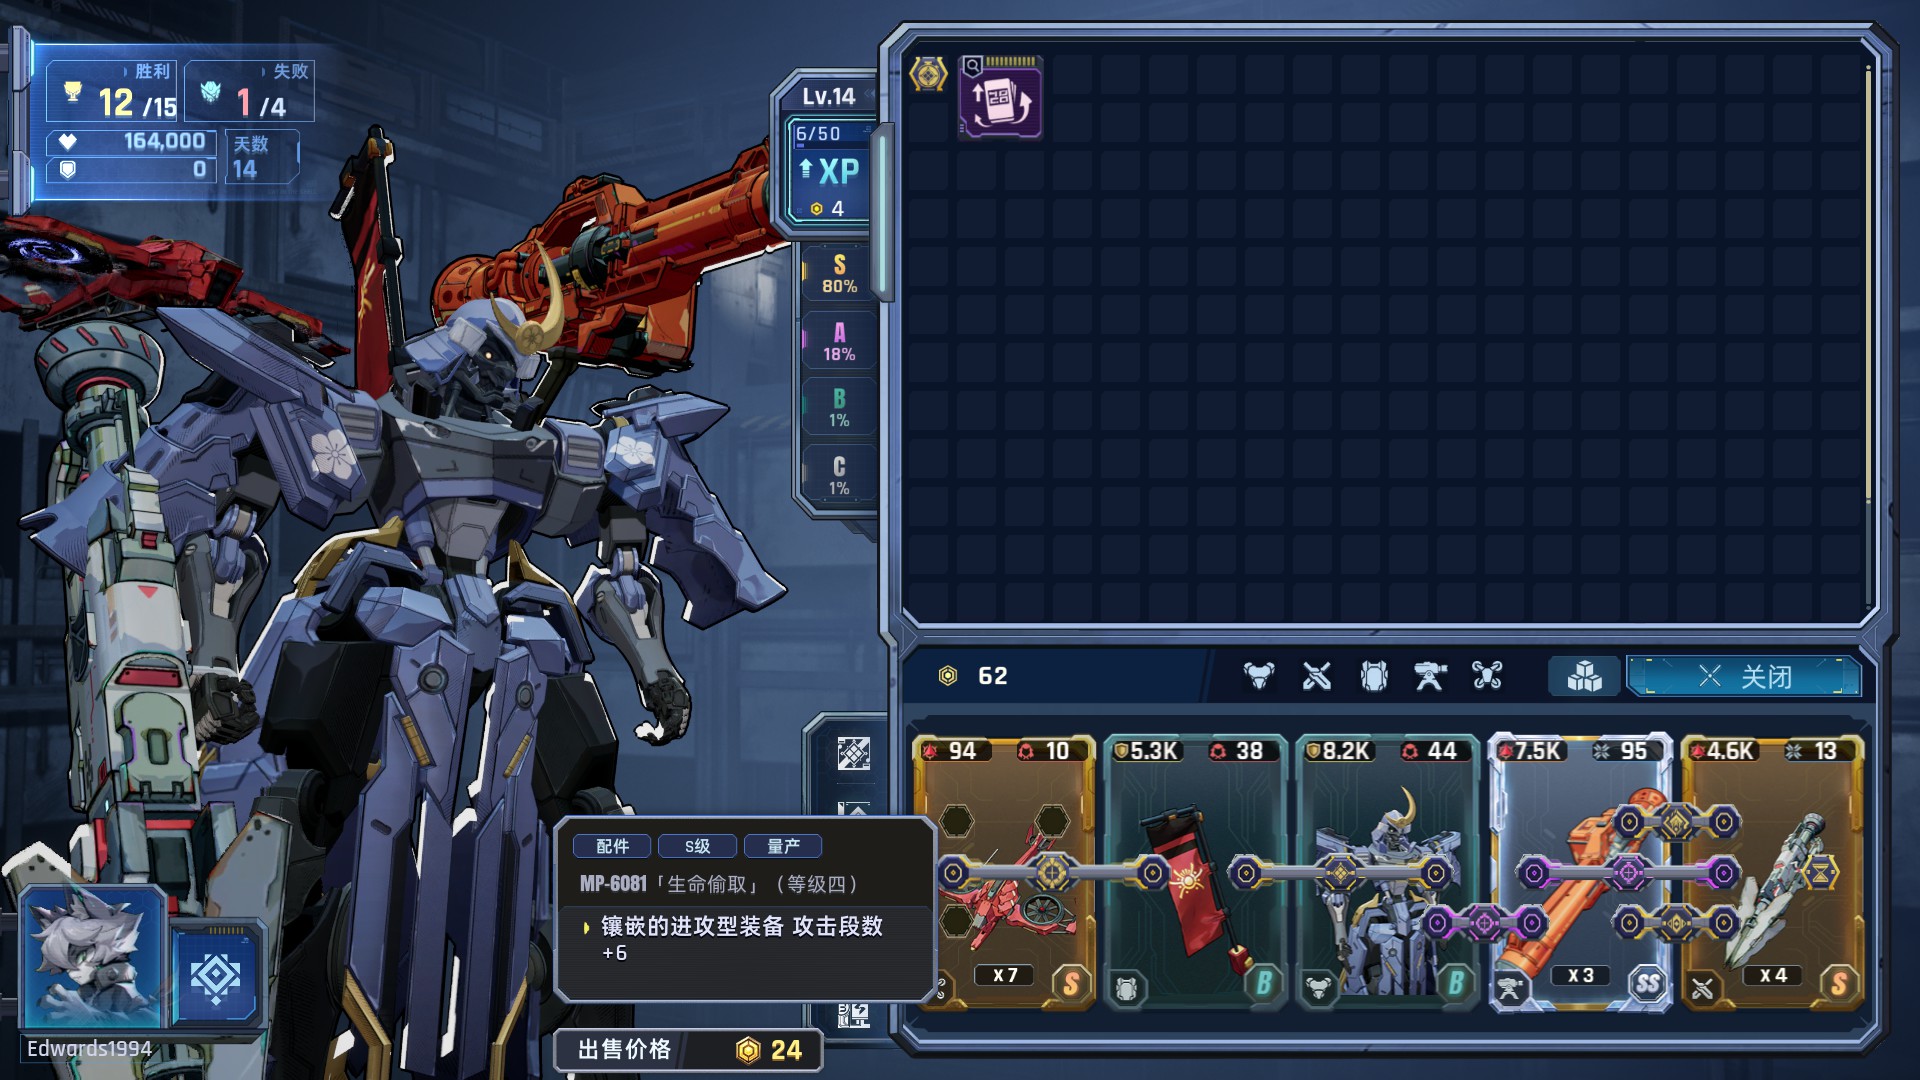 胜利
12 /15
失败
1 /4
164,000
0
天数
14
Lv.14
6/50
XP
4
S
80%
A
18%
B
1%
C
1%
62
关闭
94
10
x7
S
5.3K
38
B
8.2K
44
B
7.5K
95
x3
SS
4.6K
13
x4
S
配件
S级
量产
MP-6081「生命偷取」（等级四）
镶嵌的进攻型装备 攻击段数
+6
出售价格
24
Edwards1994